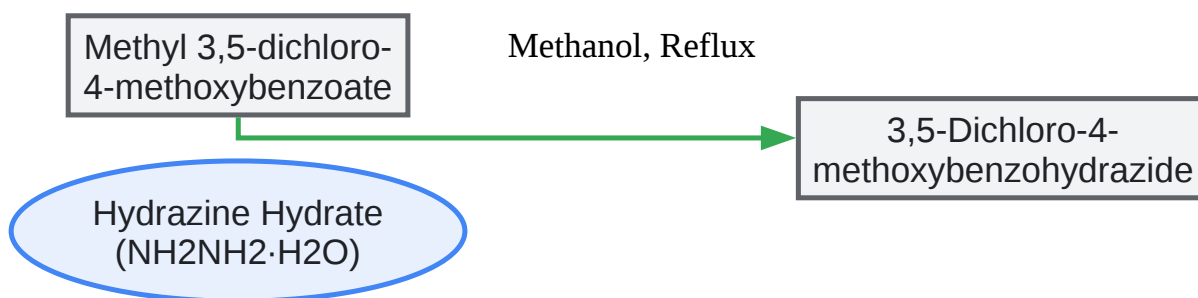 Methyl 3,5-dichloro-
4-methoxybenzoate
Methanol, Reflux
3,5-Dichloro-4-
methoxybenzohydrazide
Hydrazine Hydrate
(NH2NH2·H2O)